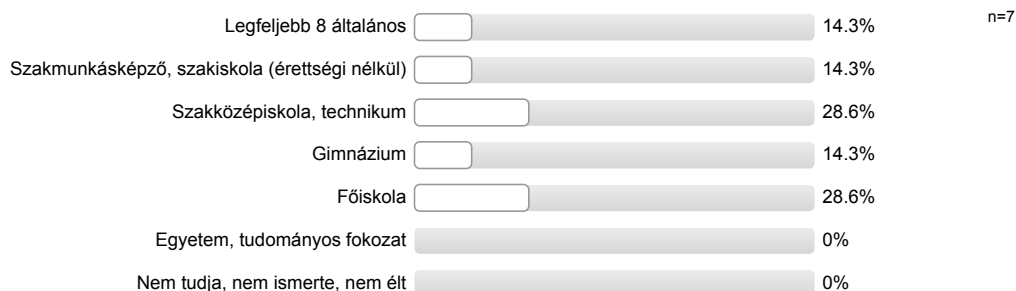 Legfeljebb 8 általános 14.3% n=7
Szakmunkásképző, szakiskola (érettségi nélkül) 14.3%
Szakközépiskola, technikum 28.6%
Gimnázium 14.3%
Főiskola 28.6%
Egyetem, tudományos fokozat 0%
Nem tudja, nem ismerte, nem élt 0%